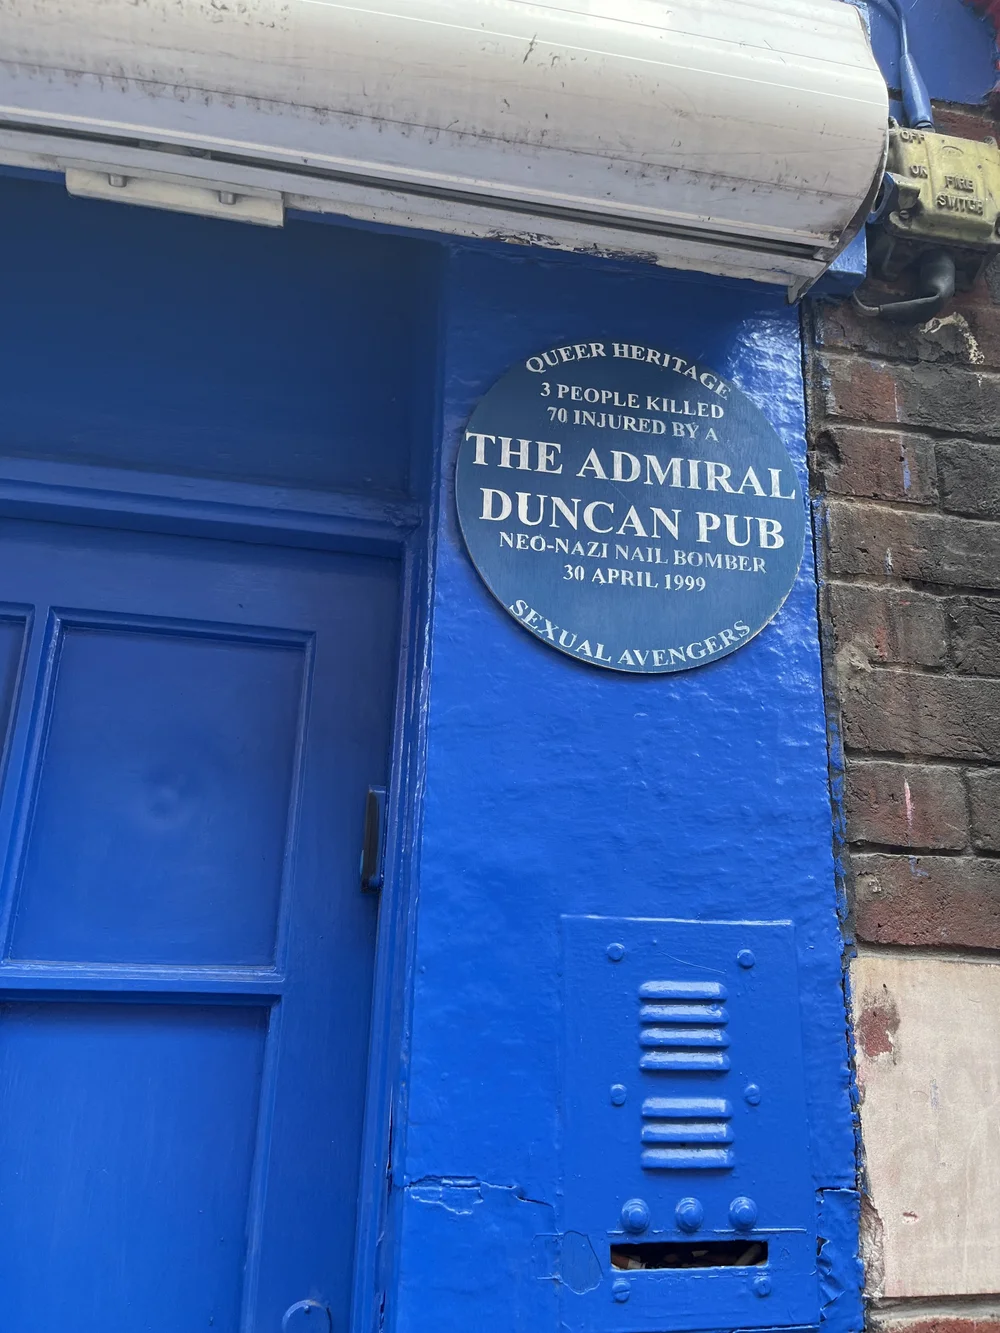 OFF
ON FIRE
SWITCH
QUEER HERITAGE
3 PEOPLE KILLED
70 INJURED BY A
THE ADMIRAL
DUNCAN PUB
NEO-NAZI NAIL BOMBER
30 APRIL 1999
SEXUAL AVENGERS